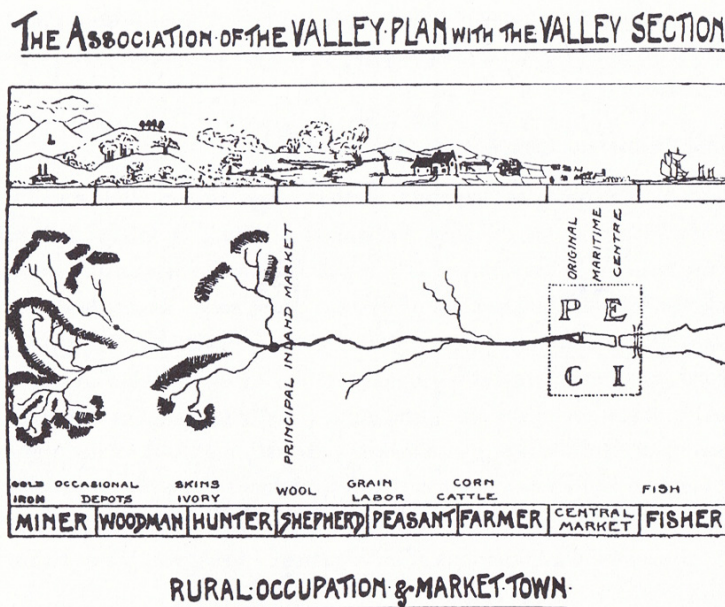 THE ASSOCIATION·OF·THE VALLEY·PLAN WITH THE VALLEY SECTION
L
ORIGINAL
MARITIME
CENTRE
PRINCIPAL INLAND MARKET
P E
C I
GOLD
IRON
OCCASIONAL
DEPOTS
SKINS
IVORY
WOOL
GRAIN
LABOR
CORN
CATTLE
FISH
MINER WOODMAN HUNTER SHEPHERD PEASANT FARMER CENTRAL MARKET FISHER
RURAL·OCCUPATION·&·MARKET·TOWN·